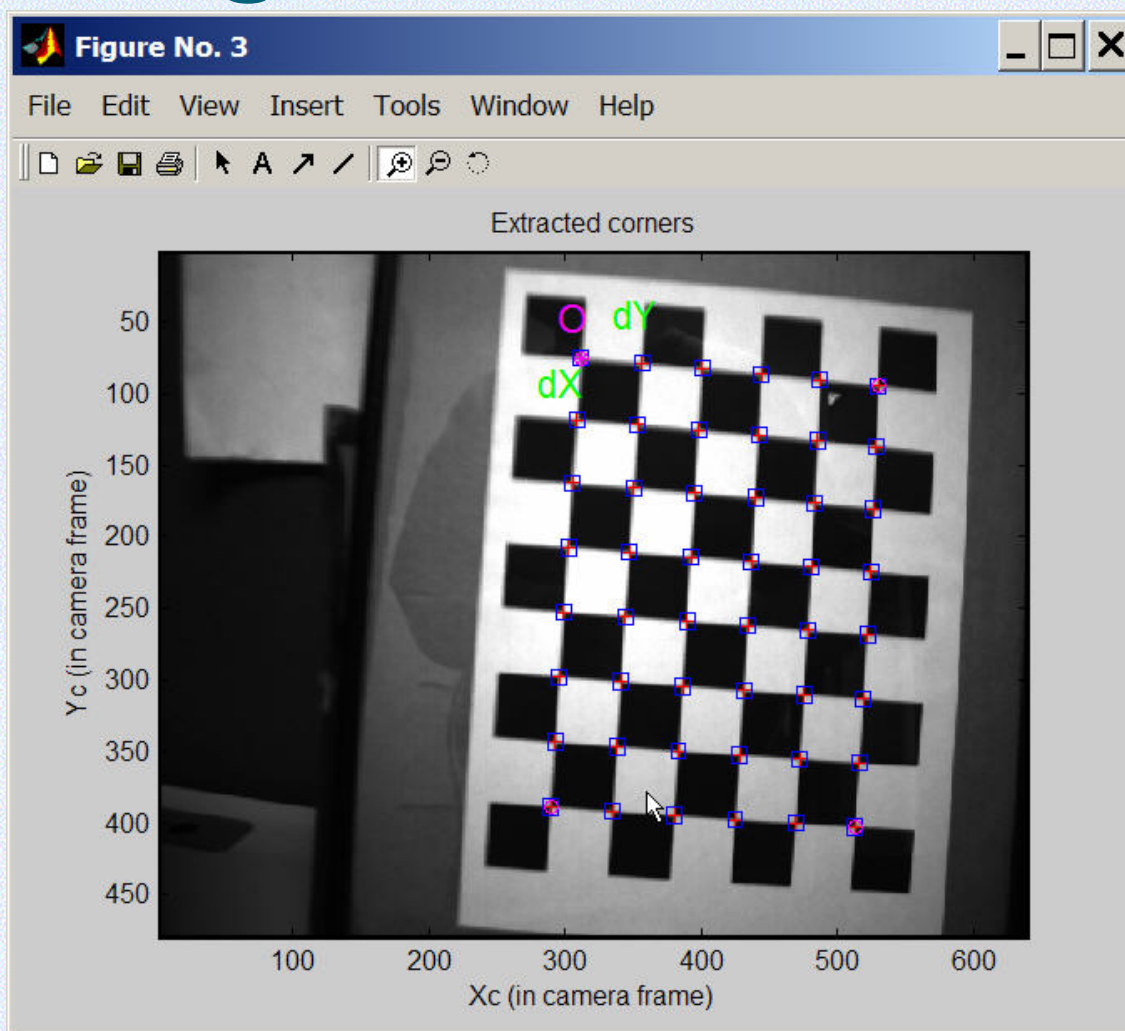 Figure No. 3
File Edit View Insert Tools Window Help
A
Extracted corners
50
100
150
200
250
300
350
400
450
O
dY
dX
Yc (in camera frame)
100 200 300 400 500 600
Xc (in camera frame)